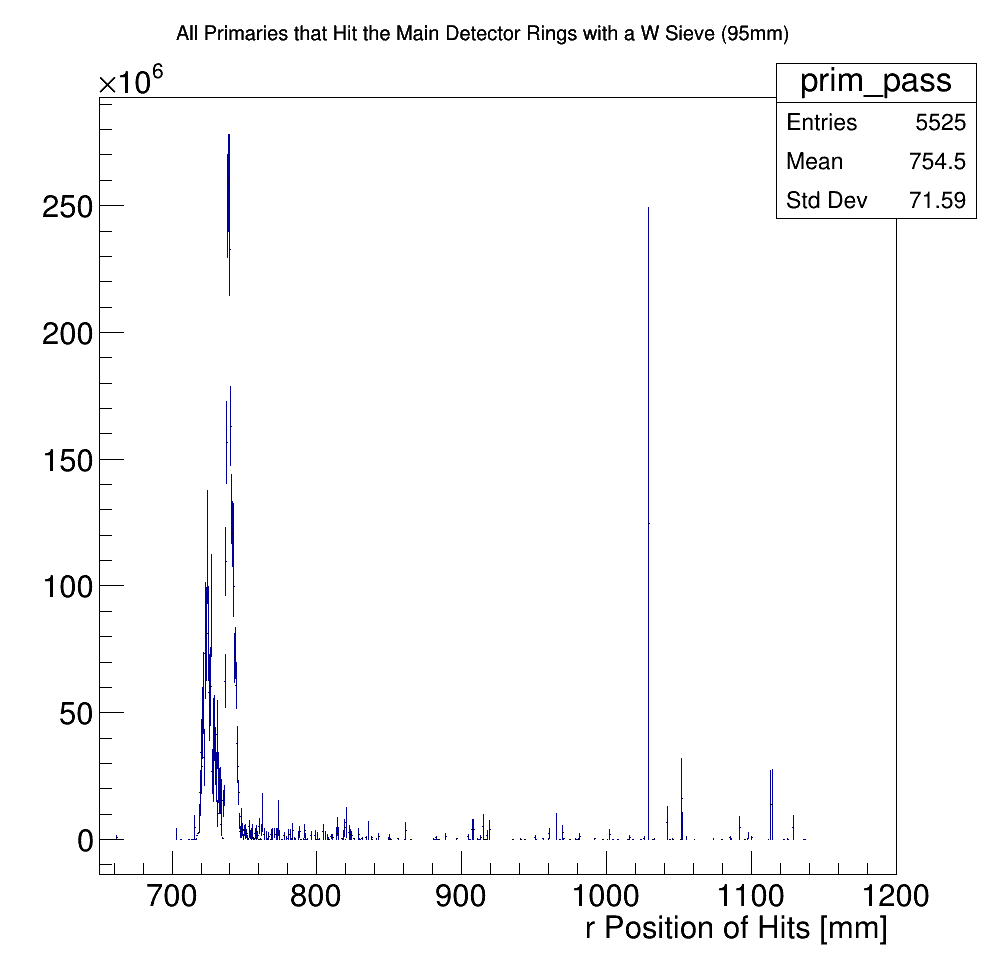 All Primaries that Hit the Main Detector Rings with a W Sieve (95mm)
×10^6
prim_pass
Entries 5525
Mean 754.5
Std Dev 71.59
250
200
150
100
50
0
700 800 900 1000 1100 1200
r Position of Hits [mm]